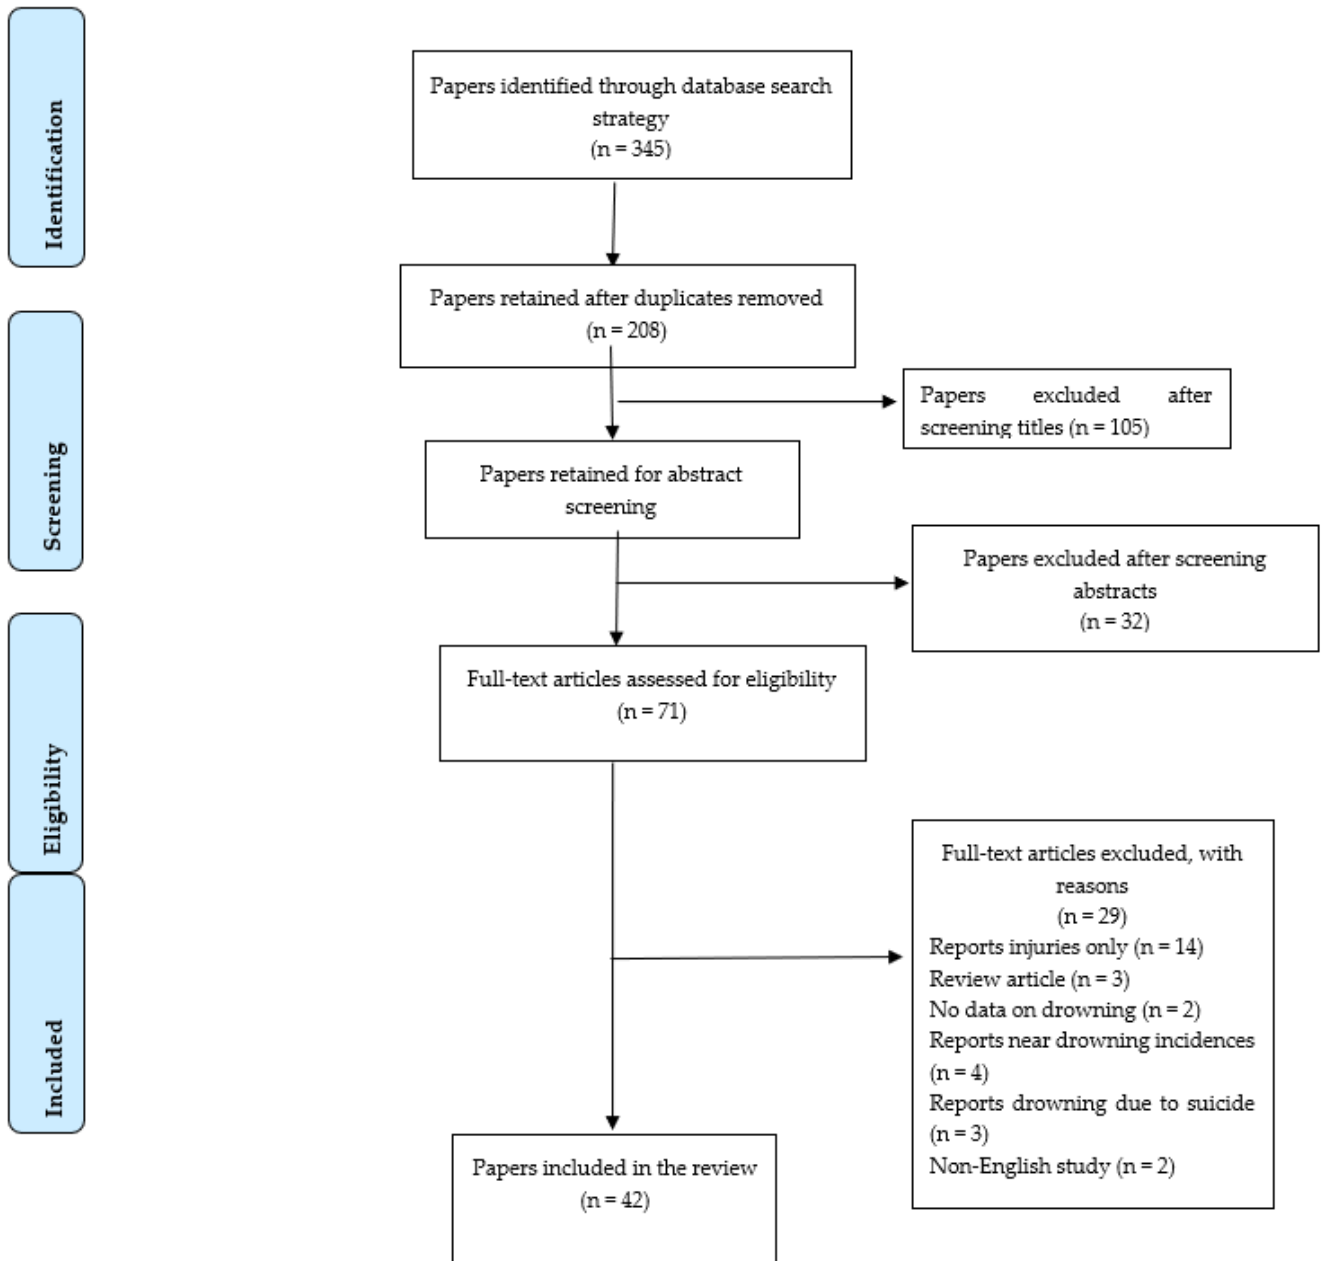 Identification
Papers identified through database search
strategy
(n = 345)
Papers retained after duplicates removed
(n = 208)
Screening
Papers excluded after
screening titles (n = 105)
Papers retained for abstract
screening
Papers excluded after screening
abstracts
(n = 32)
Eligibility
Full-text articles assessed for eligibility
(n = 71)
Full-text articles excluded, with
reasons
(n = 29)
Reports injuries only (n = 14)
Review article (n = 3)
No data on drowning (n = 2)
Reports near drowning incidences
(n = 4)
Reports drowning due to suicide
(n = 3)
Non-English study (n = 2)
Included
Papers included in the review
(n = 42)